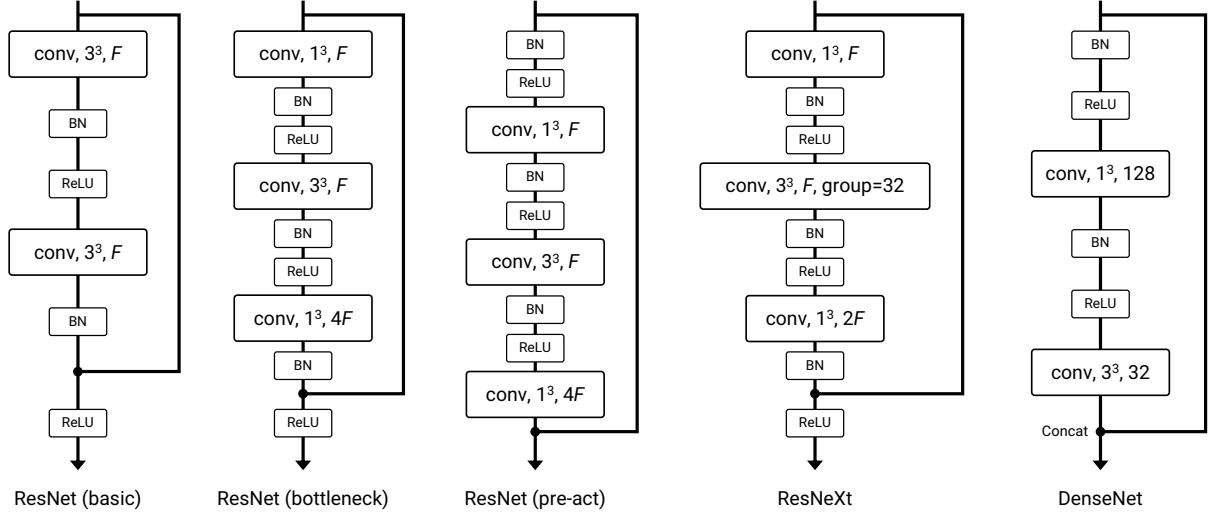 conv, 3³, F
BN
ReLU
conv, 3³, F
BN
ReLU
ResNet (basic)
conv, 1³, F
BN
ReLU
conv, 3³, F
BN
ReLU
conv, 1³, 4F
BN
ReLU
ResNet (bottleneck)
BN
ReLU
conv, 1³, F
BN
ReLU
conv, 3³, F
BN
ReLU
conv, 1³, 4F
ResNet (pre-act)
conv, 1³, F
BN
ReLU
conv, 3³, F, group=32
BN
ReLU
conv, 1³, 2F
BN
ReLU
ResNeXt
BN
ReLU
conv, 1³, 128
BN
ReLU
conv, 3³, 32
Concat
DenseNet